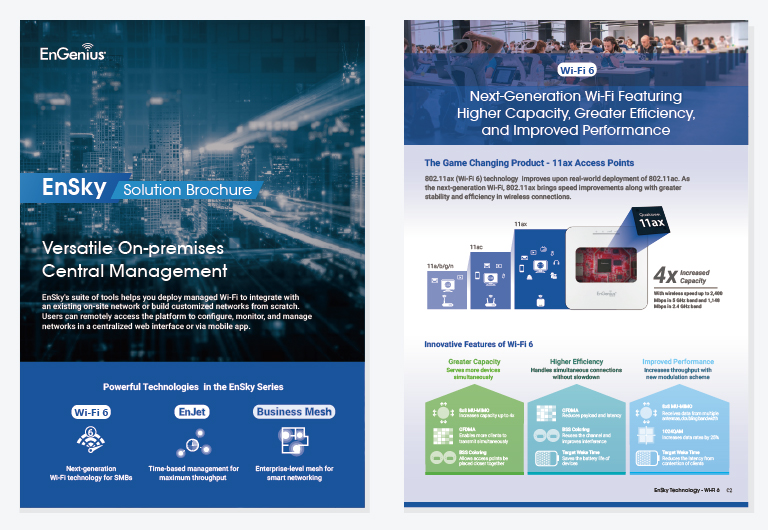 EnGenius
EnSky Solution Brochure
Versatile On-premises
Central Management
EnSky's suite of tools helps you deploy managed Wi-Fi to integrate with
an existing on-site network or build customized networks from scratch.
Users can remotely access the platform to configure, monitor, and manage
networks in a centralized web interface or via mobile app.
Powerful Technologies in the EnSky Series
Wi-Fi 6
EnJet
Business Mesh
Next-generation
Wi-Fi technology for SMBs
Time-based management for
maximum throughput
Enterprise-level mesh for
smart networking
Wi-Fi 6
Next-Generation Wi-Fi Featuring
Higher Capacity, Greater Efficiency,
and Improved Performance
The Game Changing Product - 11ax Access Points
802.11ax (Wi-Fi 6) technology improves upon real-world deployment of 802.11ac. As
the next-generation Wi-Fi, 802.11ax brings speed improvements along with greater
stability and efficiency in wireless connections.
11a/b/g/n
11ac
11ax
Qualcomm
11ax
EnGenius
4x Increased
Capacity
With wireless speed up to 2,400
Mbps in 5 GHz band and 1,148
Mbps in 2.4 GHz band
Innovative Features of Wi-Fi 6
Greater Capacity
Serves more devices
simultaneously
8x8 MU-MIMO
Increases capacity up to 4x
OFDMA
Enables more clients to
transmit simultaneously
BSS Coloring
Allows access points be
placed closer together
Higher Efficiency
Handles simultaneous connections
without slowdown
OFDMA
Reduces payload and latency
BSS Coloring
Reuses the channel and
improves interference
Target Wake Time
Saves the battery life of
devices
Improved Performance
Increases throughput with
new modulation scheme
8x8 MU-MIMO
Receives data from multiple
1024QAM
Increases data rates by 25%
Target Wake Time
Reduces the latency from
contention of clients
EnSky Technology - Wi-Fi 6